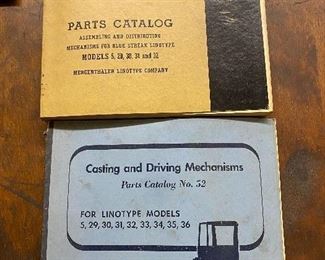 PARTS CATALOG
ASSEMBLING AND DISTRIBUTING
MECHANISMS FOR BLUE STREAK LINOTYPE
MODELS 5, 29, 30, 31 and 32
MERGENTHALER LINOTYPE COMPANY
Casting and Driving Mechanisms
Parts Catalog No. 52
FOR LINOTYPE MODELS
5, 29, 30, 31, 32, 33, 34, 35, 36